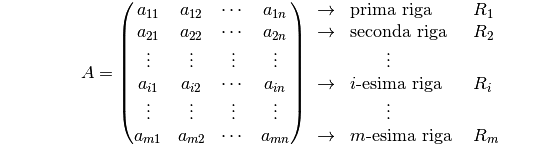 a₁₁ a₁₂ ⋯ a₁ₙ → prima riga R₁
a₂₁ a₂₂ ⋯ a₂ₙ → seconda riga R₂
⋮ ⋮ ⋮ ⋮ ⋮
A = aᵢ₁ aᵢ₂ ⋯ aᵢₙ → i-esima riga Rᵢ
⋮ ⋮ ⋮ ⋮ ⋮
aₘ₁ aₘ₂ ⋯ aₘₙ → m-esima riga Rₘ